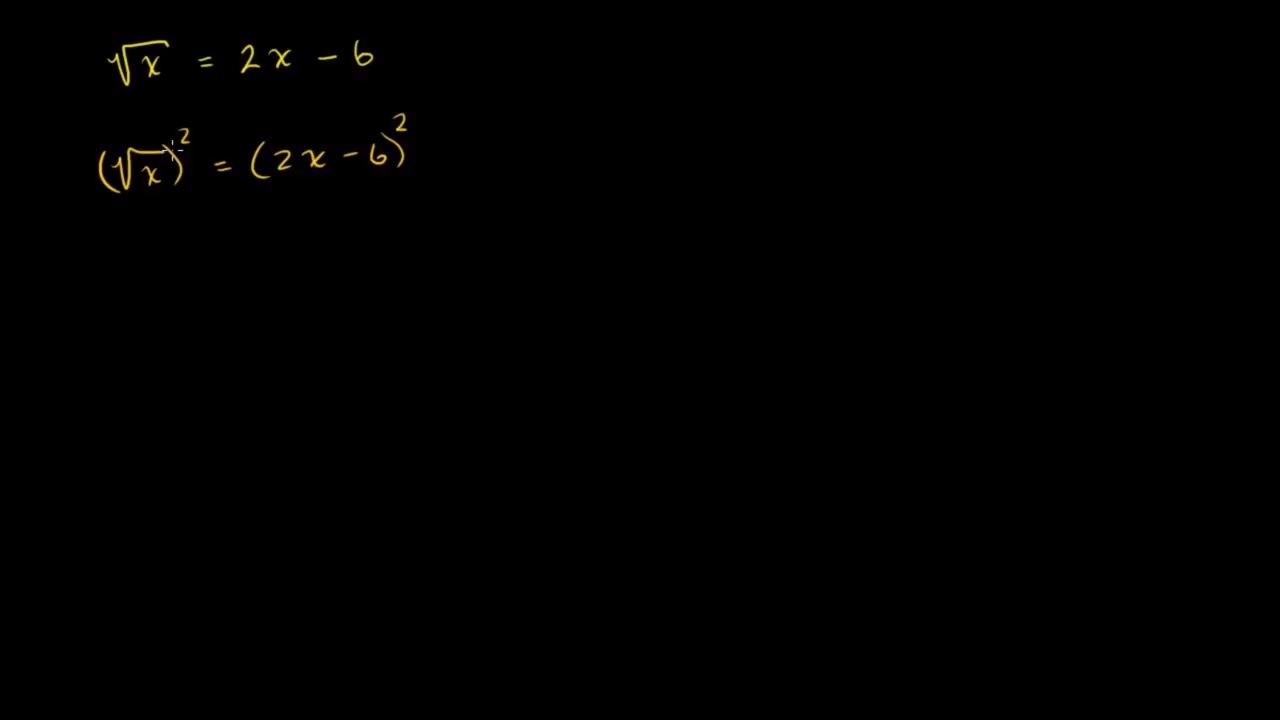 √x = 2x - 6
(√x)² = (2x - 6)²